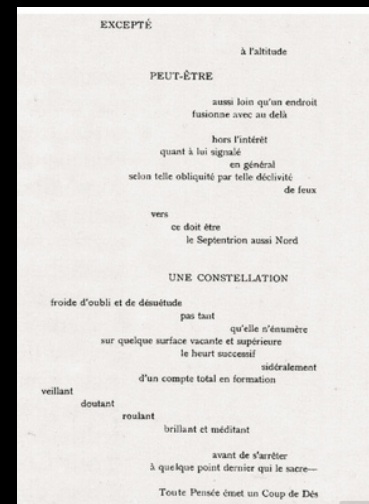 EXCEPTÉ
à l'altitude
PEUT-ÊTRE
aussi loin qu'un endroit
fusionne avec au delà
hors l'intérêt
quant à lui signalé
en général
selon telle obliquité par telle déclivité
de feux
vers
ce doit être
le Septentrion aussi Nord
UNE CONSTELLATION
froide d'oubli et de désuétude
pas tant
qu'elle n'énumère
sur quelque surface vacante et supérieure
le heurt successif
sidéralement
d'un compte total en formation
veillant
doutant
roulant
brillant et méditant
avant de s'arrêter
à quelque point dernier qui le sacre—
Toute Pensée émet un Coup de Dés